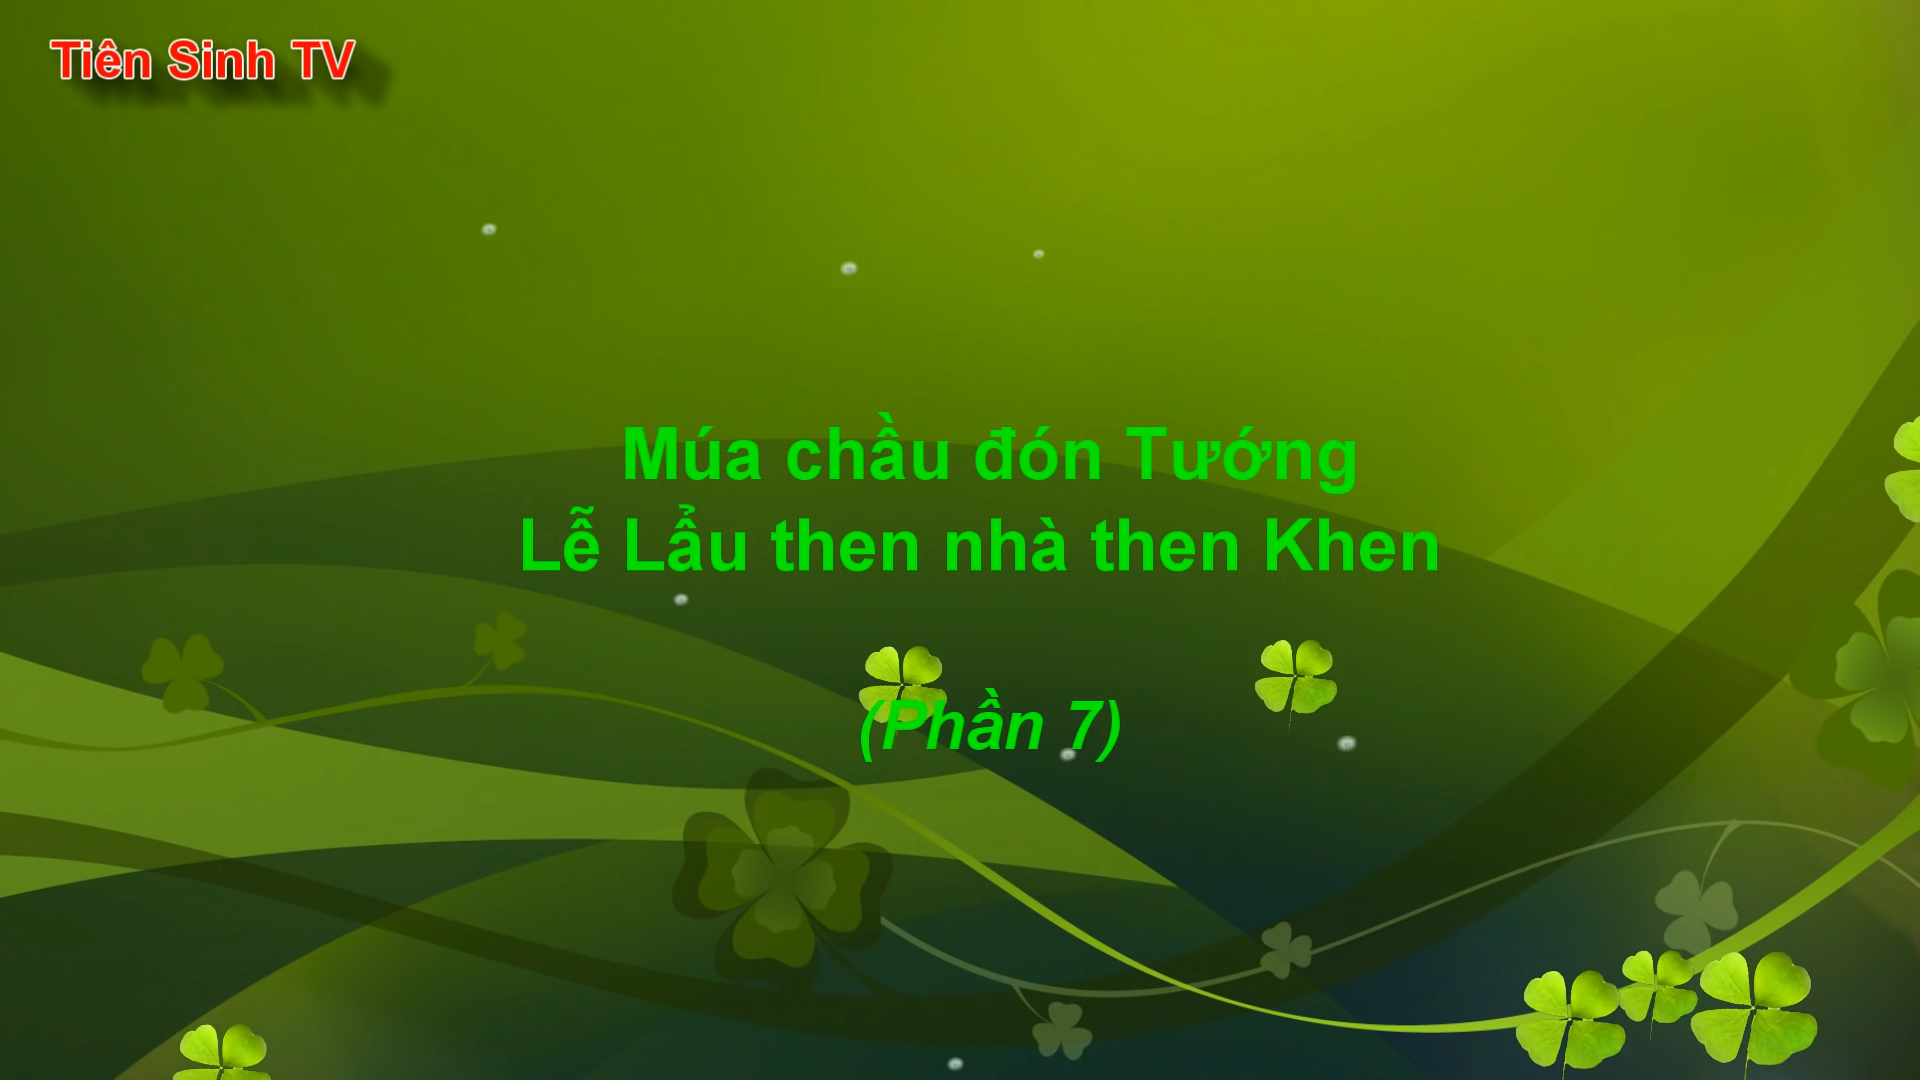 Tiên Sinh TV
Múa chầu đón Tướng
Lễ Lẩu then nhà then Khen
(Phần 7)